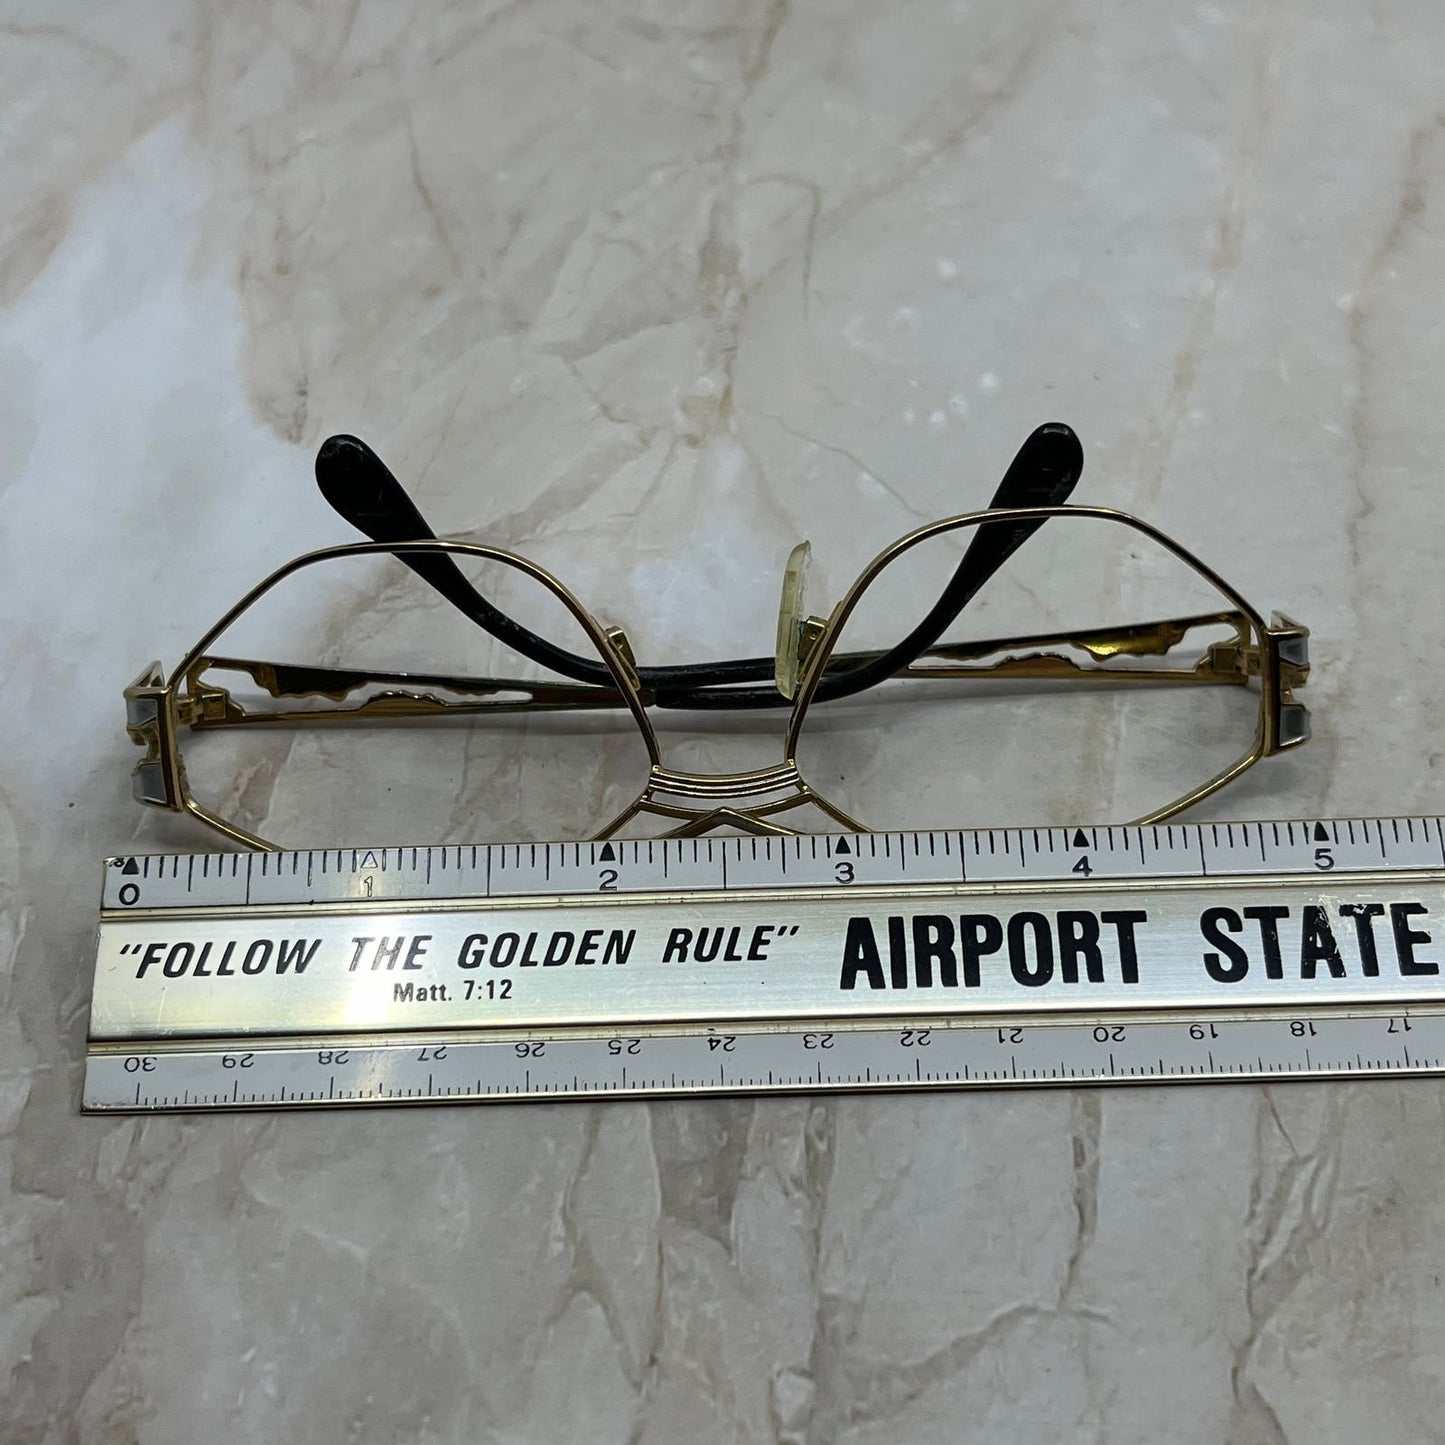 8
0 1 2 3 4 5
"FOLLOW THE GOLDEN RULE" AIRPORT STATE
Matt. 7:12
30 29 28 27 26 25 24 23 22 21 20 19 18 17